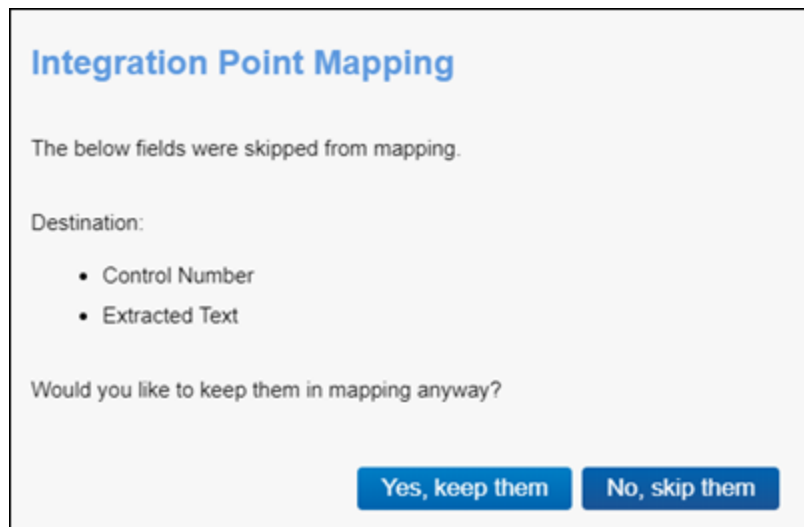 Integration Point Mapping
The below fields were skipped from mapping.
Destination:
• Control Number
• Extracted Text
Would you like to keep them in mapping anyway?
Yes, keep them
No, skip them